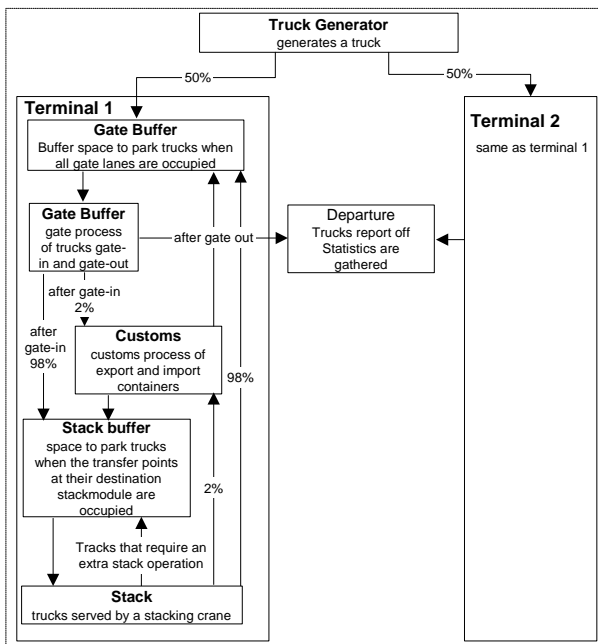 Truck Generator
generates a truck
50%
50%
Terminal 1
Gate Buffer
Buffer space to park trucks when
all gate lanes are occupied
Terminal 2
same as terminal 1
Gate Buffer
gate process
of trucks gate-
in and gate-out
after gate out
Departure
Trucks report off
Statistics are
gathered
after gate-in
2%
after
gate-in
98%
Customs
customs process of
export and import
containers
98%
Stack buffer
space to park trucks
when the transfer points
at their destination
stackmodule are
occupied
2%
Tracks that require an
extra stack operation
Stack
trucks served by a stacking crane